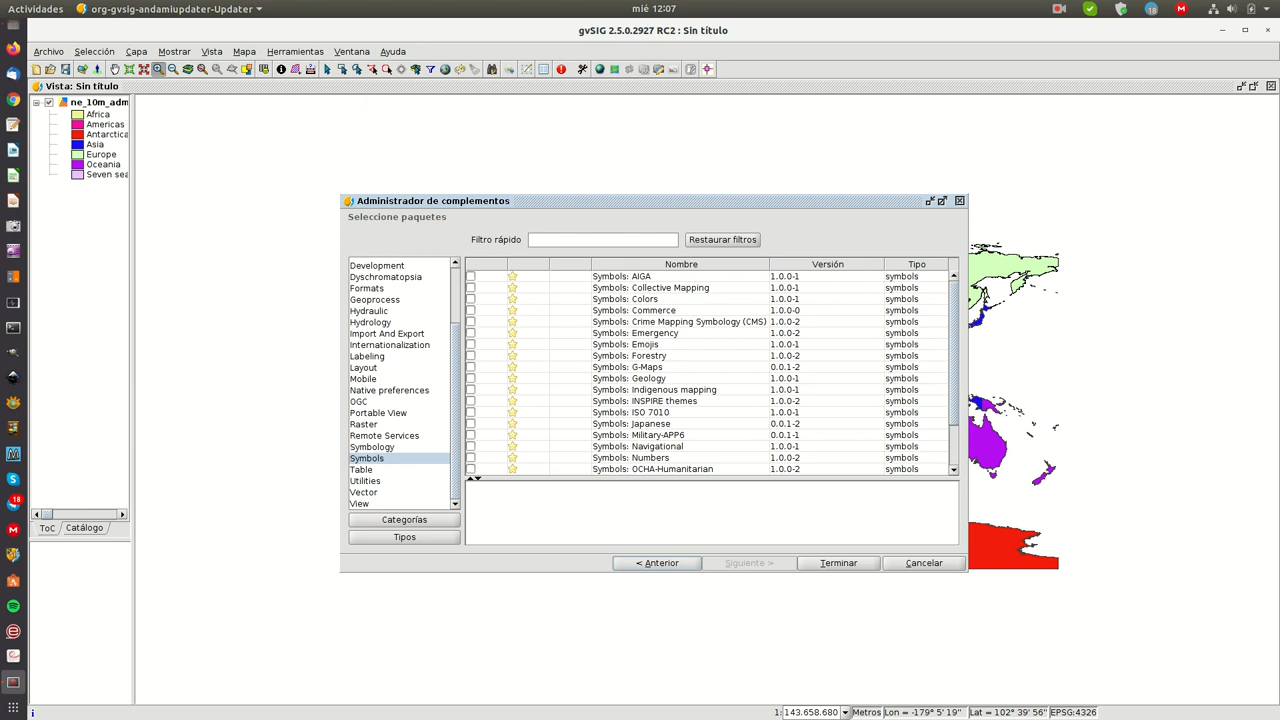 Actividades
org-gvsig-andamiupdater-Updater
mié 12:07
18
gvSIG 2.5.0.2927 RC2 : Sin título
Archivo Selección Capa Mostrar Vista Mapa Herramientas Ventana Ayuda
Vista: Sin título
ne_10m_adm
Africa
Americas
Antarctica
Asia
Europe
Oceania
Seven sea
ToC Catálogo
18
Administrador de complementos
Seleccione paquetes
Filtro rápido
Restaurar filtros
Development
Dyschromatopsia
Formats
Geoprocess
Hydraulic
Hydrology
Import And Export
Internationalization
Labeling
Layout
Mobile
Native preferences
OGC
Portable View
Raster
Remote Services
Symbology
Symbols
Table
Utilities
Vector
View
Categorías
Tipos
Nombre Versión Tipo
Symbols: AIGA 1.0.0-1 symbols
Symbols: Collective Mapping 1.0.0-1 symbols
Symbols: Colors 1.0.0-1 symbols
Symbols: Commerce 1.0.0-0 symbols
Symbols: Crime Mapping Symbology (CMS) 1.0.0-2 symbols
Symbols: Emergency 1.0.0-2 symbols
Symbols: Emojis 1.0.0-1 symbols
Symbols: Forestry 1.0.0-2 symbols
Symbols: G-Maps 0.0.1-2 symbols
Symbols: Geology 1.0.0-1 symbols
Symbols: Indigenous mapping 1.0.0-1 symbols
Symbols: INSPIRE themes 1.0.0-2 symbols
Symbols: ISO 7010 1.0.0-1 symbols
Symbols: Japanese 0.0.1-2 symbols
Symbols: Military-APP6 0.0.1-1 symbols
Symbols: Navigational 1.0.0-1 symbols
Symbols: Numbers 1.0.0-2 symbols
Symbols: OCHA-Humanitarian 1.0.0-2 symbols
< Anterior
Siguiente >
Terminar
Cancelar
1: 143.658.680 Metros Lon = -179° 5' 19" Lat = 102° 39' 56" EPSG:4326